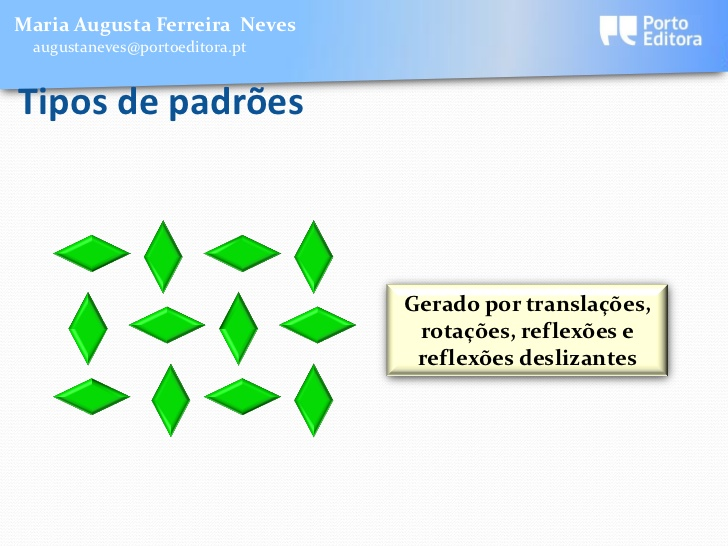 Maria Augusta Ferreira Neves
augustaneves@portoeditora.pt
Porto
Editora
Tipos de padrões
Gerado por translações,
rotações, reflexões e
reflexões deslizantes